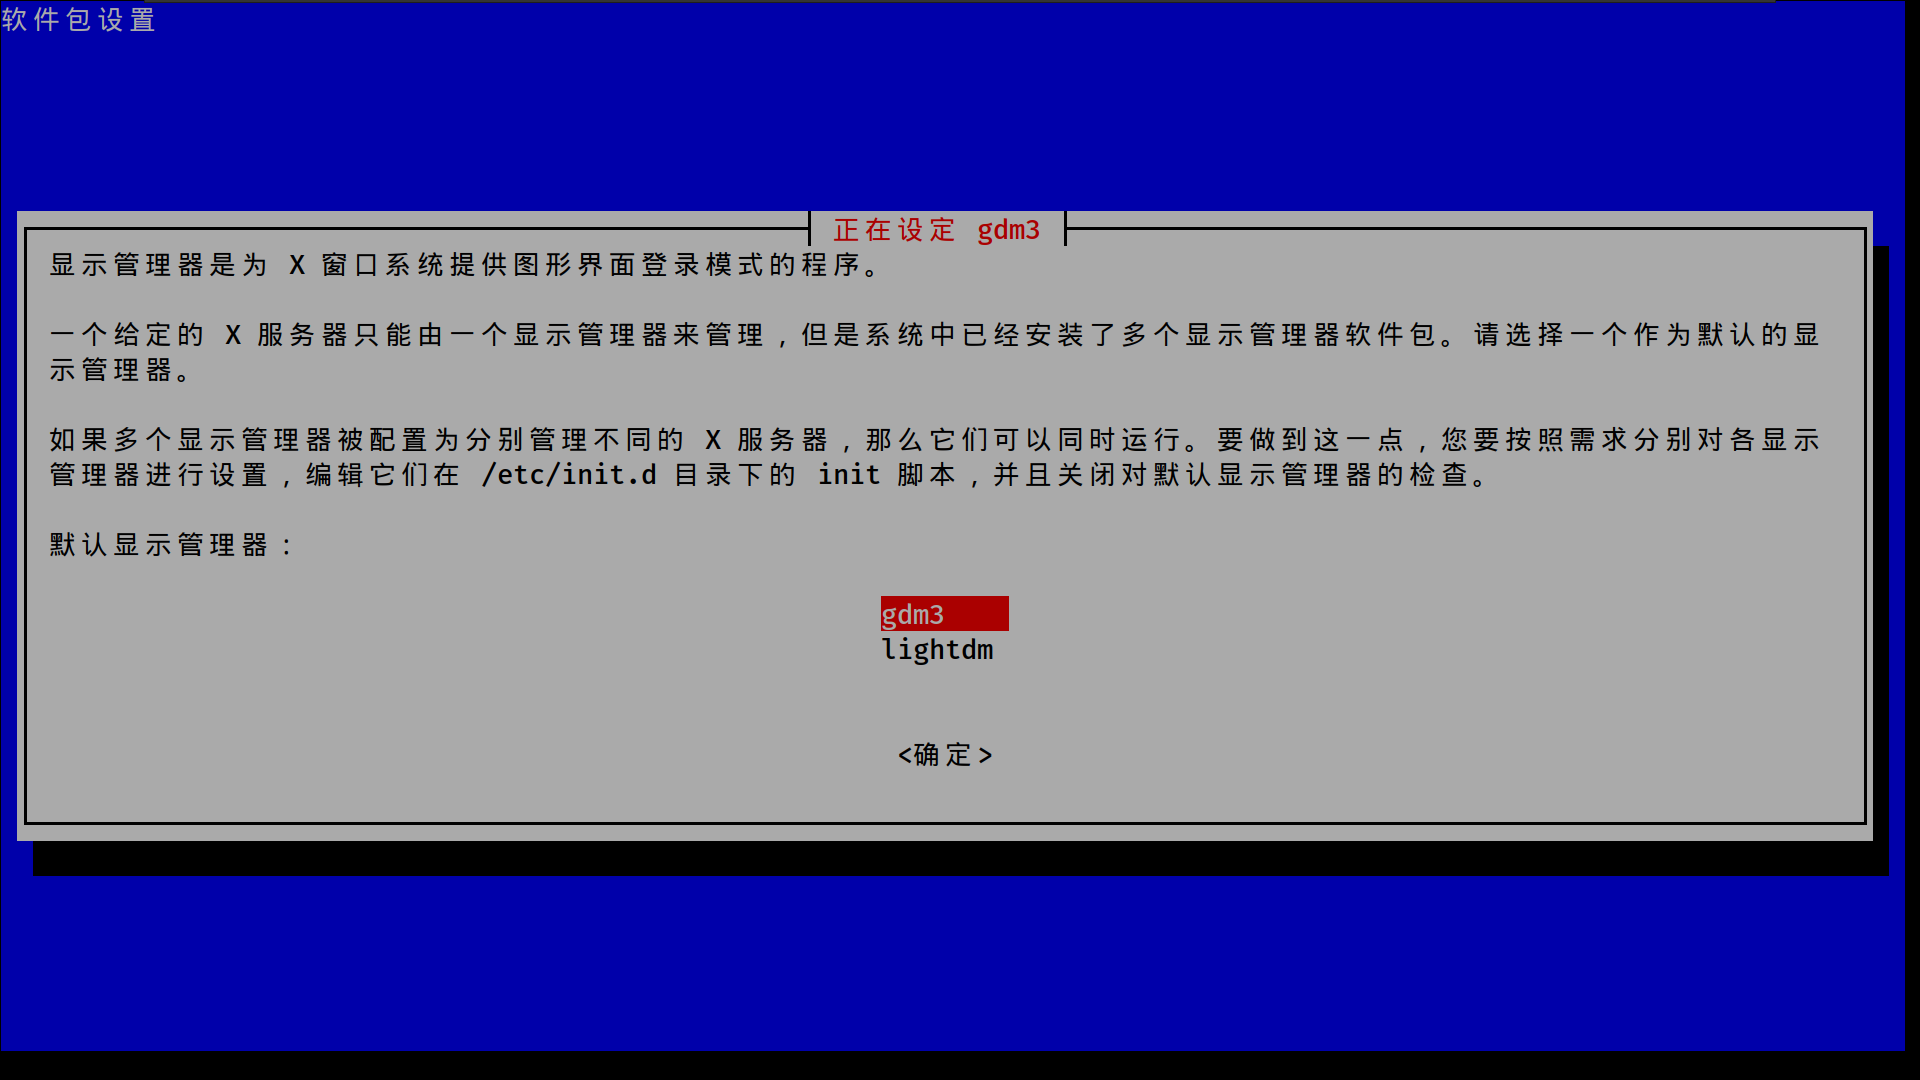 软件包设置
正在设定 gdm3
显示管理器是为 X 窗口系统提供图形界面登录模式的程序。
一个给定的 X 服务器只能由一个显示管理器来管理，但是系统中已经安装了多个显示管理器软件包。请选择一个作为默认的显
示管理器。
如果多个显示管理器被配置为分别管理不同的 X 服务器，那么它们可以同时运行。要做到这一点，您要按照需求分别对各显示
管理器进行设置，编辑它们在 /etc/init.d 目录下的 init 脚本，并且关闭对默认显示管理器的检查。
默认显示管理器：
gdm3
lightdm
<确定>